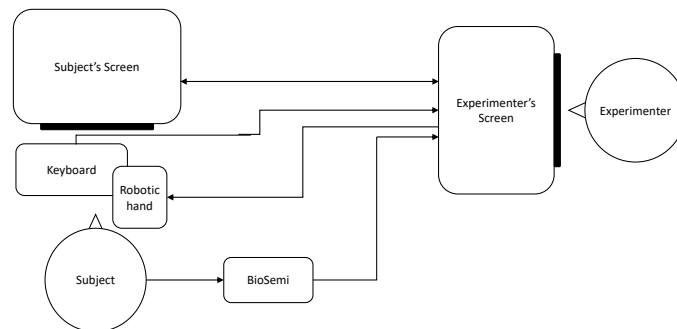 Subject's Screen
Experimenter's
Screen
Experimenter
Keyboard
Robotic
hand
Subject
BioSemi